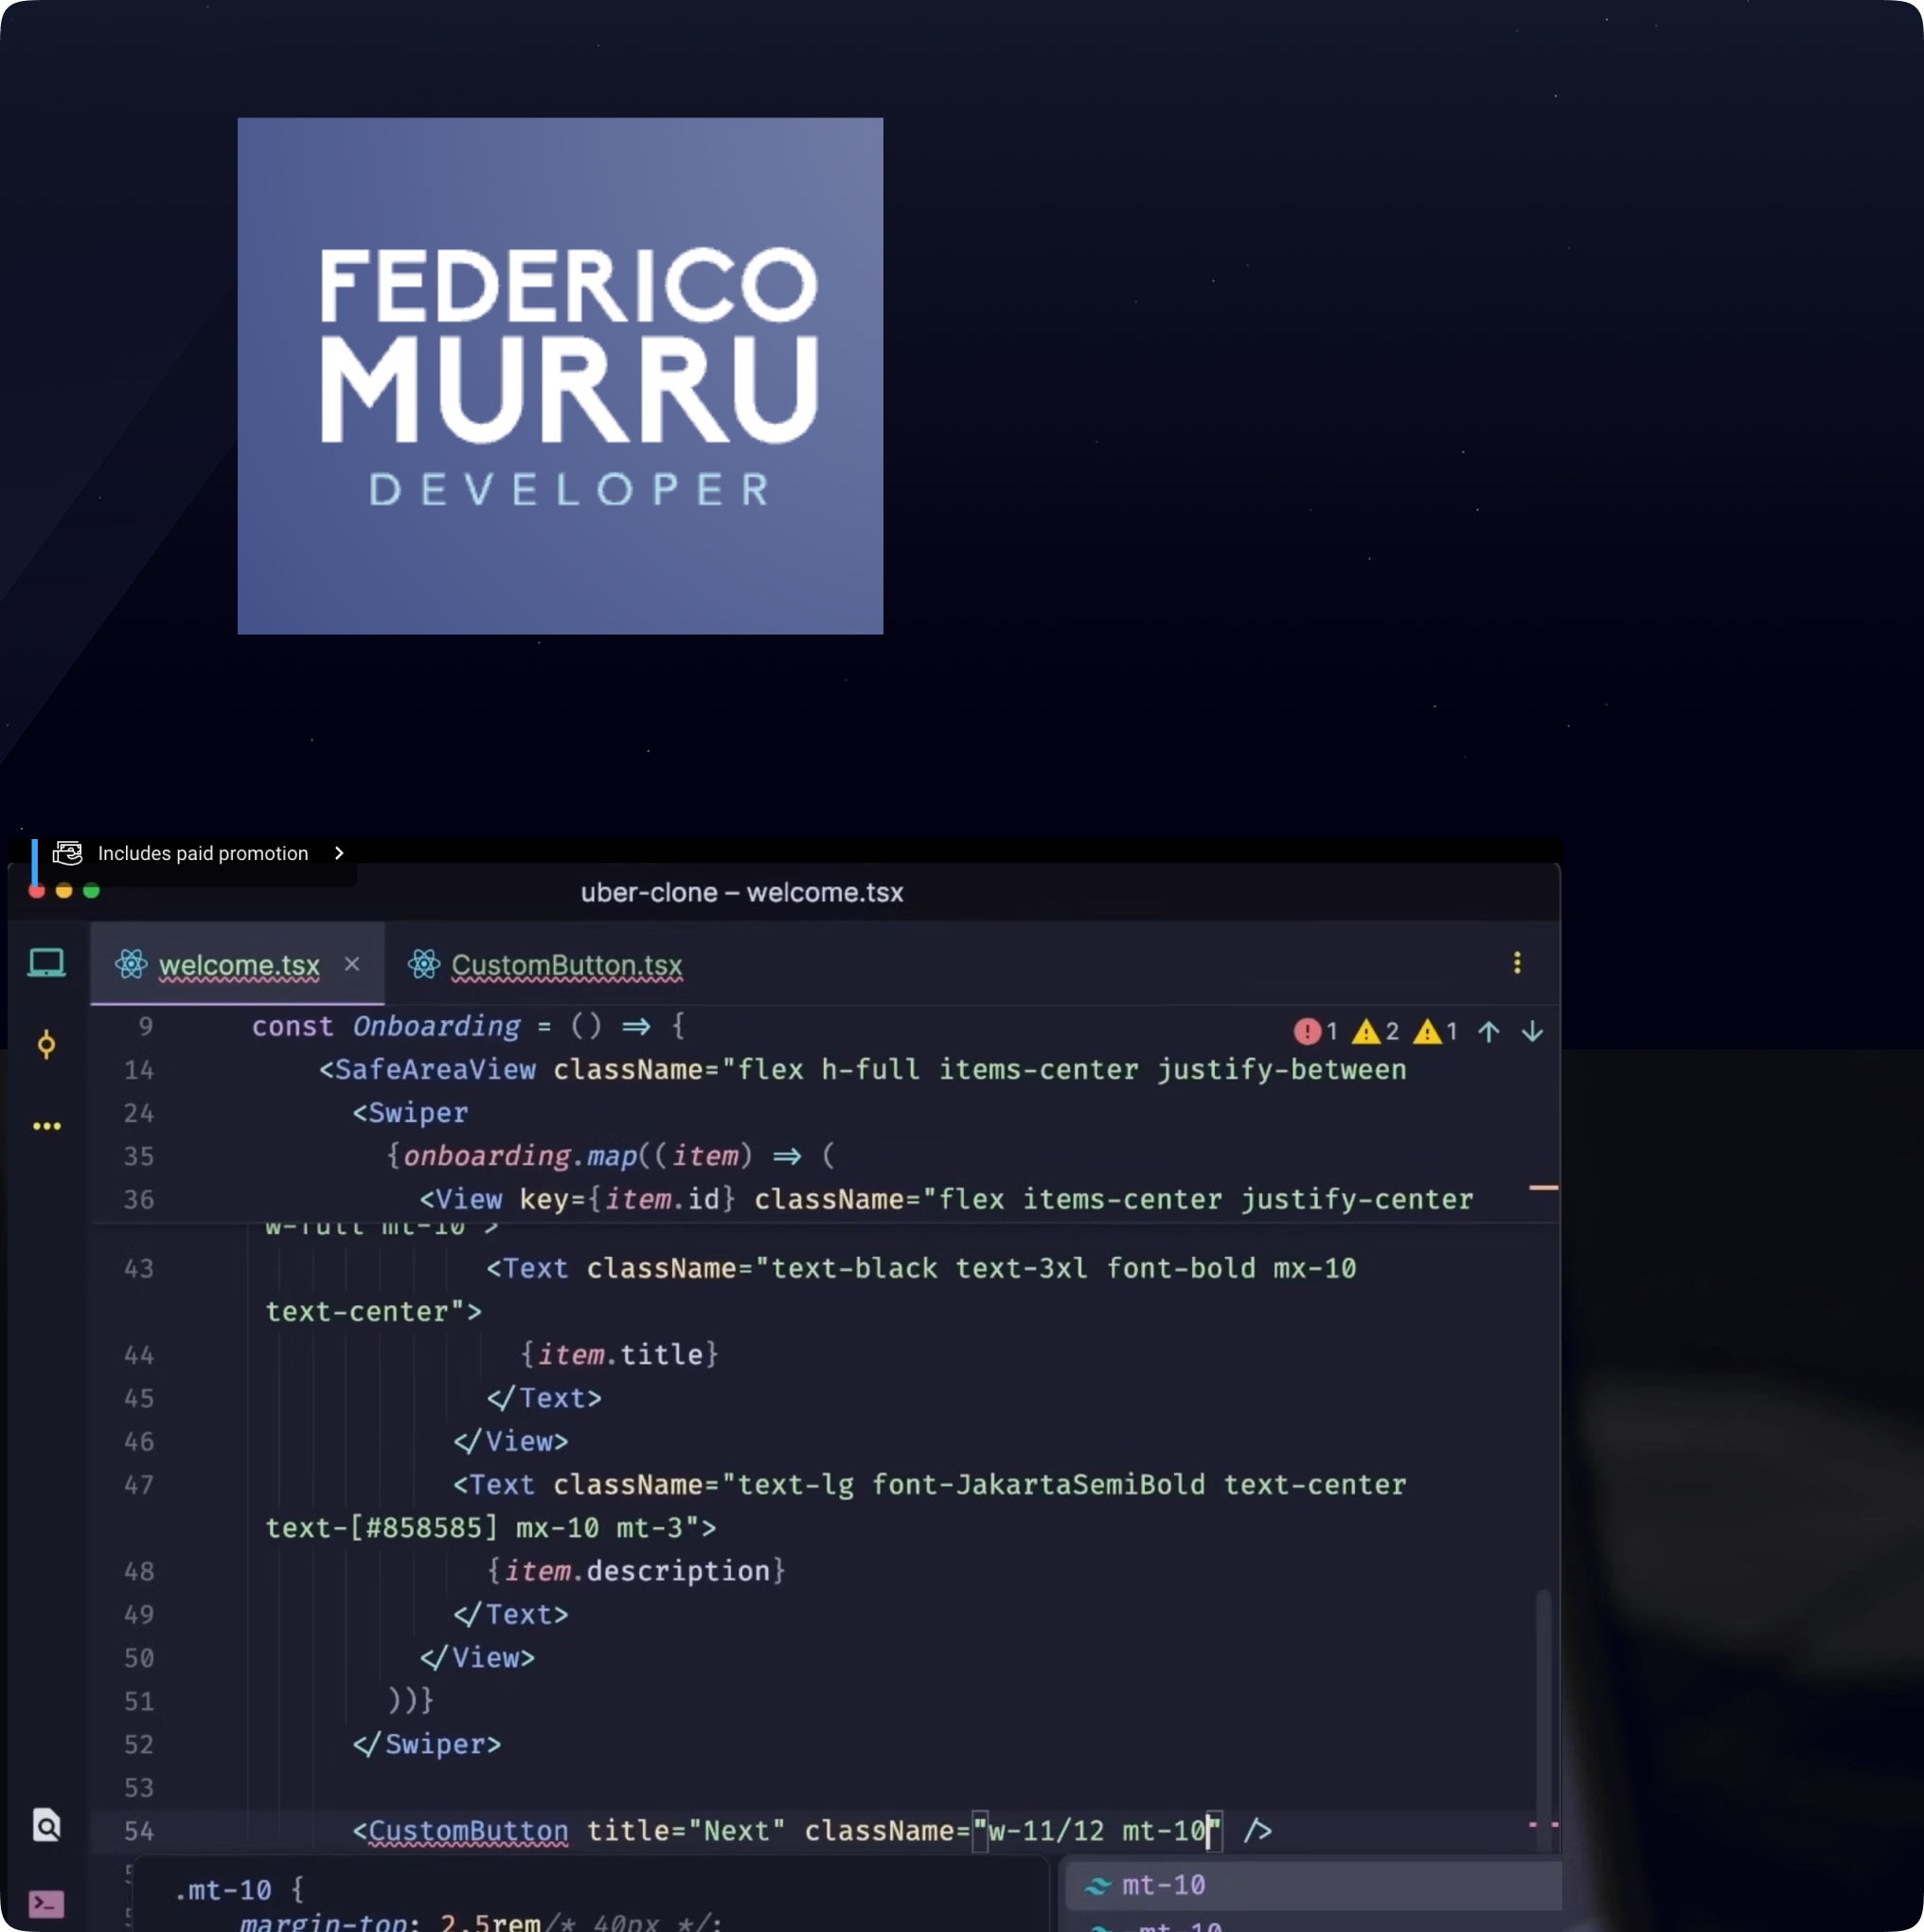 FEDERICO
MURRU
DEVELOPER
Includes paid promotion
uber-clone – welcome.tsx
welcome.tsx × CustomButton.tsx
9 const Onboarding = () => {
1 2 1
14 <SafeAreaView className="flex h-full items-center justify-between
24 <Swiper
35 {onboarding.map((item) => (
36 <View key={item.id} className="flex items-center justify-center
w-full mt-10">
43 <Text className="text-black text-3xl font-bold mx-10
text-center">
44 {item.title}
45 </Text>
46 </View>
47 <Text className="text-lg font-JakartaSemiBold text-center
text-[#858585] mx-10 mt-3">
48 {item.description}
49 </Text>
50 </View>
51 ))}
52 </Swiper>
53
54 <CustomButton title="Next" className="w-11/12 mt-10" />
.mt-10 {
margin-top: 2.5rem/* 40px */;
mt-10
-mt-10